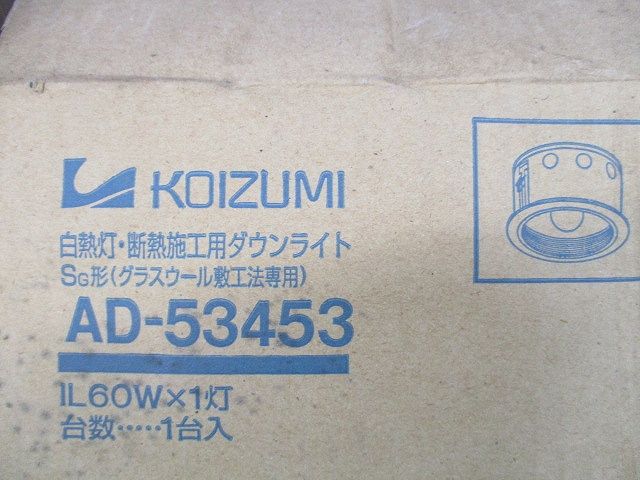 KOIZUMI
白熱灯・断熱施工用ダウンライト
SG形(グラスウール敷工法専用)
AD-53453
IL60W×1灯
台数‥‥‥1台入